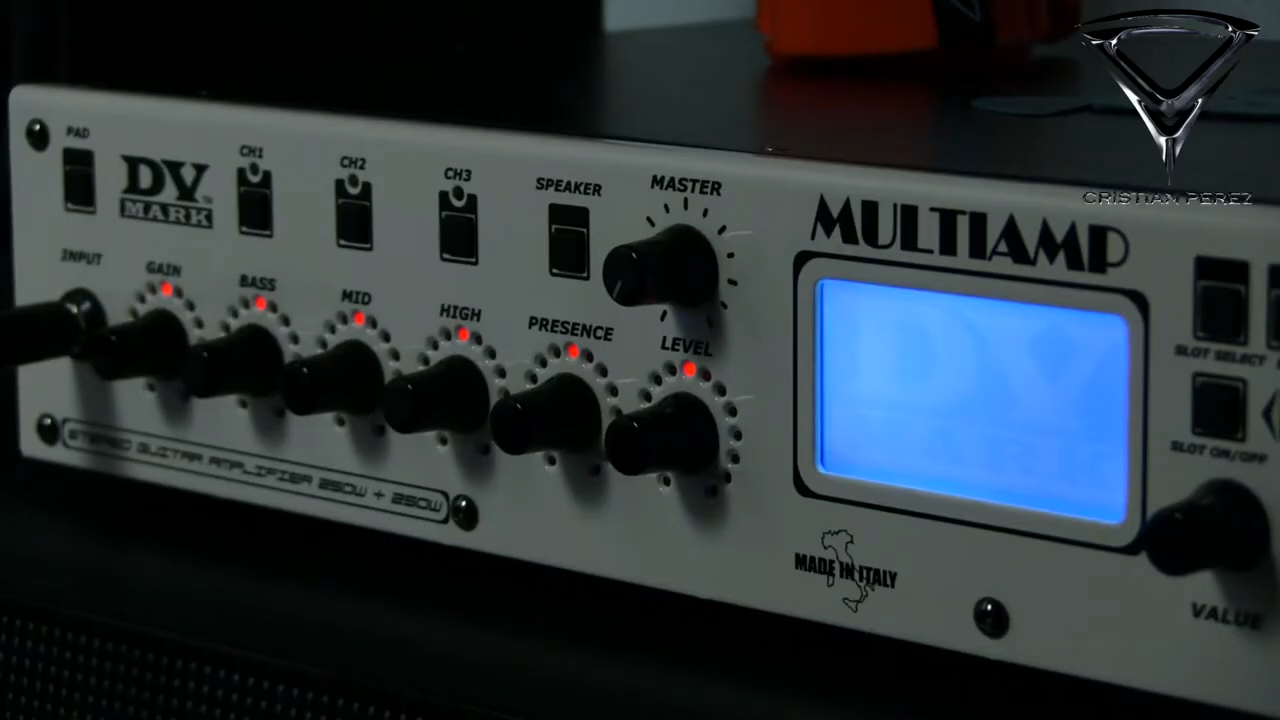 PAD
DV
MARK
CH1
CH2
CH3
SPEAKER
MASTER
INPUT
GAIN
BASS
MID
HIGH
PRESENCE
LEVEL
STEREO GUITAR AMPLIFIER 250W + 250W
MULTIAMP
MADE IN ITALY
SLOT SELECT
SLOT ON/OFF
VALUE
CRISTIAN PEREZ